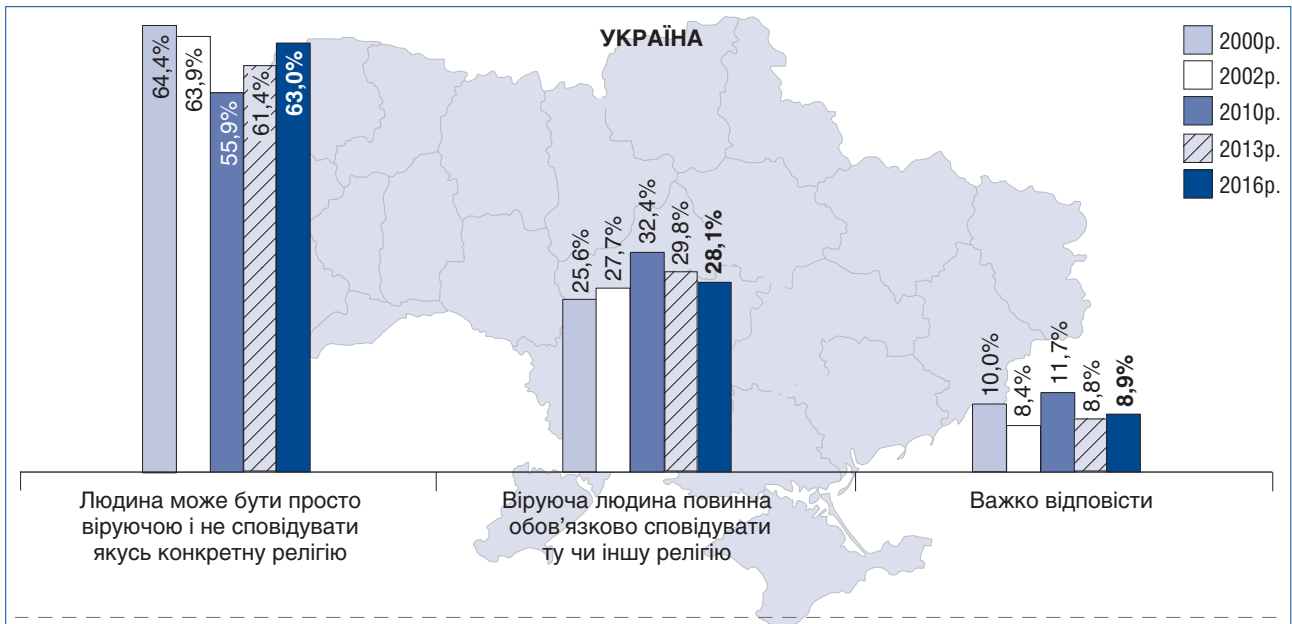 УКРАЇНА
2000р.
2002р.
2010р.
2013р.
2016р.
64,4%
63,9%
55,9%
61,4%
63,0%
25,6%
27,7%
32,4%
29,8%
28,1%
10,0%
8,4%
11,7%
8,8%
8,9%
Людина може бути просто
віруючою і не сповідувати
якусь конкретну релігію
Віруюча людина повинна
обов’язково сповідувати
ту чи іншу релігію
Важко відповісти